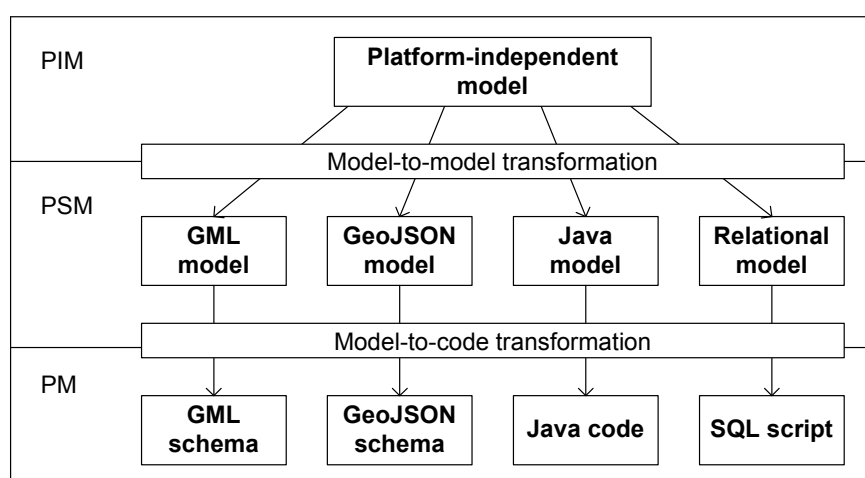 PIM
Platform-independent
model
Model-to-model transformation
PSM
GML
model
GeoJSON
model
Java
model
Relational
model
Model-to-code transformation
PM
GML
schema
GeoJSON
schema
Java code
SQL script